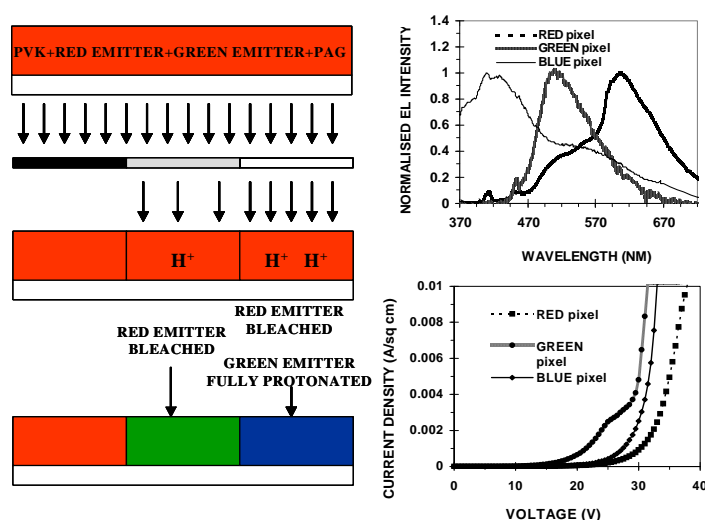 PVK+RED EMITTER+GREEN EMITTER+PAG
H+
H+ H+
RED EMITTER
BLEACHED
RED EMITTER
BLEACHED
GREEN EMITTER
FULLY PROTONATED
NORMALISED EL INTENSITY
1.4
1.2
1
0.8
0.6
0.4
0.2
0
370
470
570
670
WAVELENGTH (NM)
RED pixel
GREEN pixel
BLUE pixel
CURRENT DENSITY (A/sq cm)
0.01
0.008
0.006
0.004
0.002
0
0
10
20
30
40
VOLTAGE (V)
RED pixel
GREEN
pixel
BLUE pixel